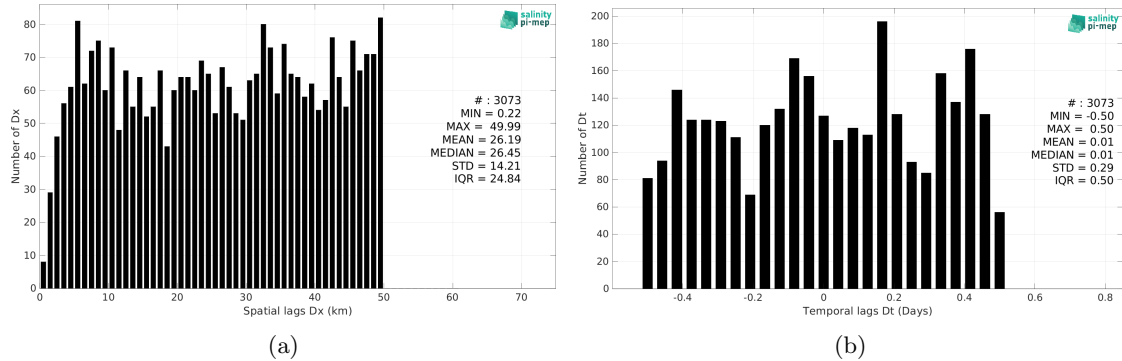 salinity
pi-mep
80
70
60
50
40
30
20
10
0
Number of Dx
# : 3073
MIN = 0.22
MAX = 49.99
MEAN = 26.19
MEDIAN = 26.45
STD = 14.21
IQR = 24.84
0 10 20 30 40 50 60 70
Spatial lags Dx (km)
(a)
salinity
pi-mep
200
180
160
140
120
100
80
60
40
20
0
Number of Dt
# : 3073
MIN = -0.50
MAX = 0.50
MEAN = 0.01
MEDIAN = 0.01
STD = 0.29
IQR = 0.50
-0.4 -0.2 0 0.2 0.4 0.6 0.8
Temporal lags Dt (Days)
(b)